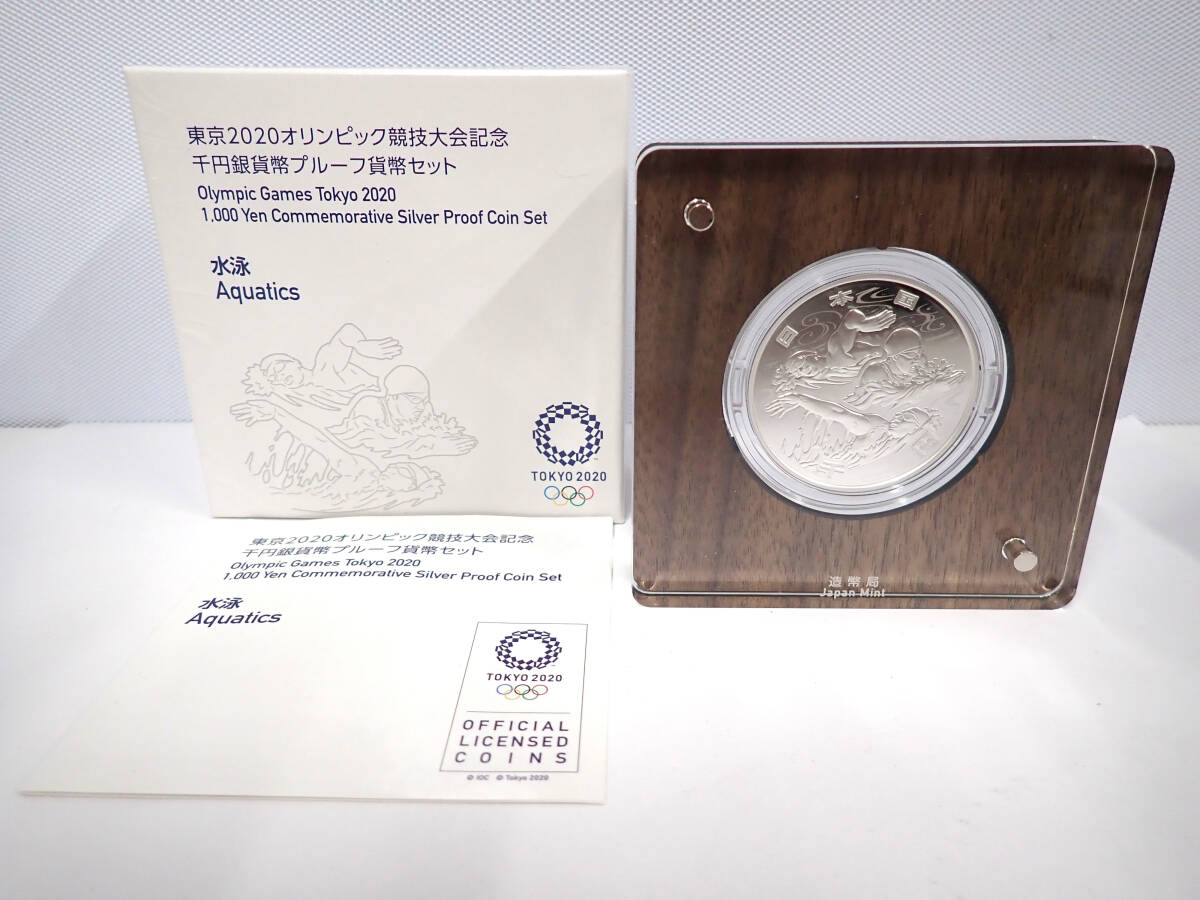 東京2020オリンピック競技大会記念
千円銀貨幣プルーフ貨幣セット
Olympic Games Tokyo 2020
1,000 Yen Commemorative Silver Proof Coin Set
水泳
Aquatics
TOKYO 2020
東京2020オリンピック競技大会記念
千円銀貨幣プルーフ貨幣セット
Olympic Games Tokyo 2020
1,000 Yen Commemorative Silver Proof Coin Set
水泳
Aquatics
TOKYO 2020
OFFICIAL
LICENSED
COINS
© IOC © Tokyo 2020
日本国
造幣局
Japan Mint